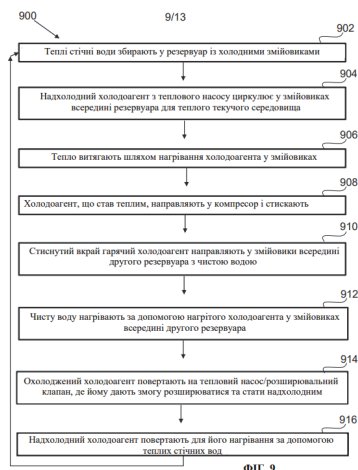 900
9/13
902
Теплі стічні води збирають у резервуар із холодними змійовиками
904
Надхолодний холодоагент з теплового насосу циркулює у змійовиках
всередині резервуара для теплого текучого середовища
906
Тепло витягають шляхом нагрівання холодоагента у змійовиках
908
Холодоагент, що став теплим, направляють у компресор і стискають
910
Стиснутий вкрай гарячий холодоагент направляють у змійовики всередині
другого резервуара з чистою водою
912
Чисту воду нагрівають за допомогою нагрітого холодоагента у змійовиках
всередині другого резервуара
914
Охолоджений холодоагент повертають на тепловий насос/розширювальний
клапан, де йому дають змогу розширюватися та стати надхолодним
916
Надхолодний холодоагент повертають для його нагрівання за допомогою
теплих стічних вод
ФІГ. 9